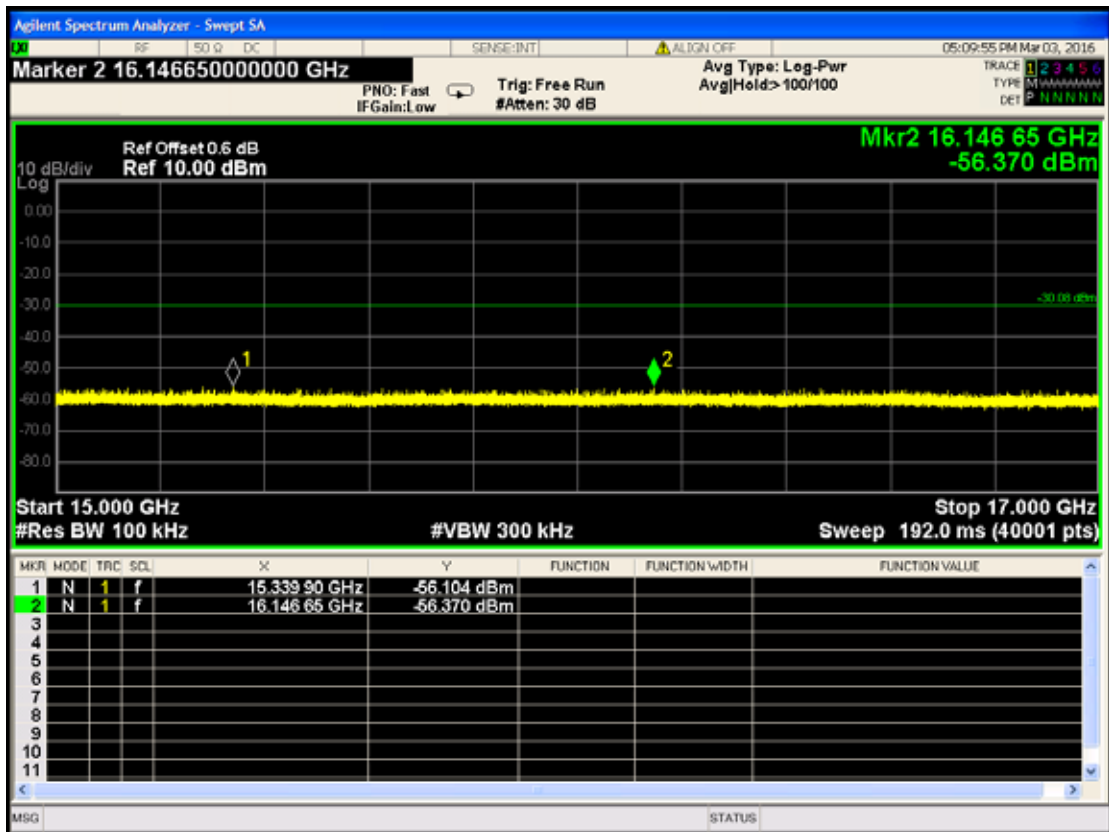 Agilent Spectrum Analyzer - Swept SA
LXI RF 50 Ω DC SENSE:INT ALIGN OFF 05:09:55 PM Mar 03, 2016
Marker 2 16.146650000000 GHz
PNO: Fast
IFGain:Low
Trig: Free Run
#Atten: 30 dB
Avg Type: Log-Pwr
Avg|Hold:>100/100
TRACE 1 2 3 4 5 6
TYPE M W W W W W
DET P N N N N N
Mkr2 16.146 65 GHz
-56.370 dBm
Ref Offset 0.6 dB
10 dB/div Ref 10.00 dBm
Log
0.00
-10.0
-20.0
-30.0
-30.08 dBm
-40.0
1
2
-50.0
-60.0
-70.0
-80.0
Start 15.000 GHz Stop 17.000 GHz
#Res BW 100 kHz #VBW 300 kHz Sweep 192.0 ms (40001 pts)
MKR MODE TRC SCL X Y FUNCTION FUNCTION WIDTH FUNCTION VALUE
1 N 1 f 15.339 90 GHz -56.104 dBm
2 N 1 f 16.146 65 GHz -56.370 dBm
3
4
5
6
7
8
9
10
11
MSG STATUS